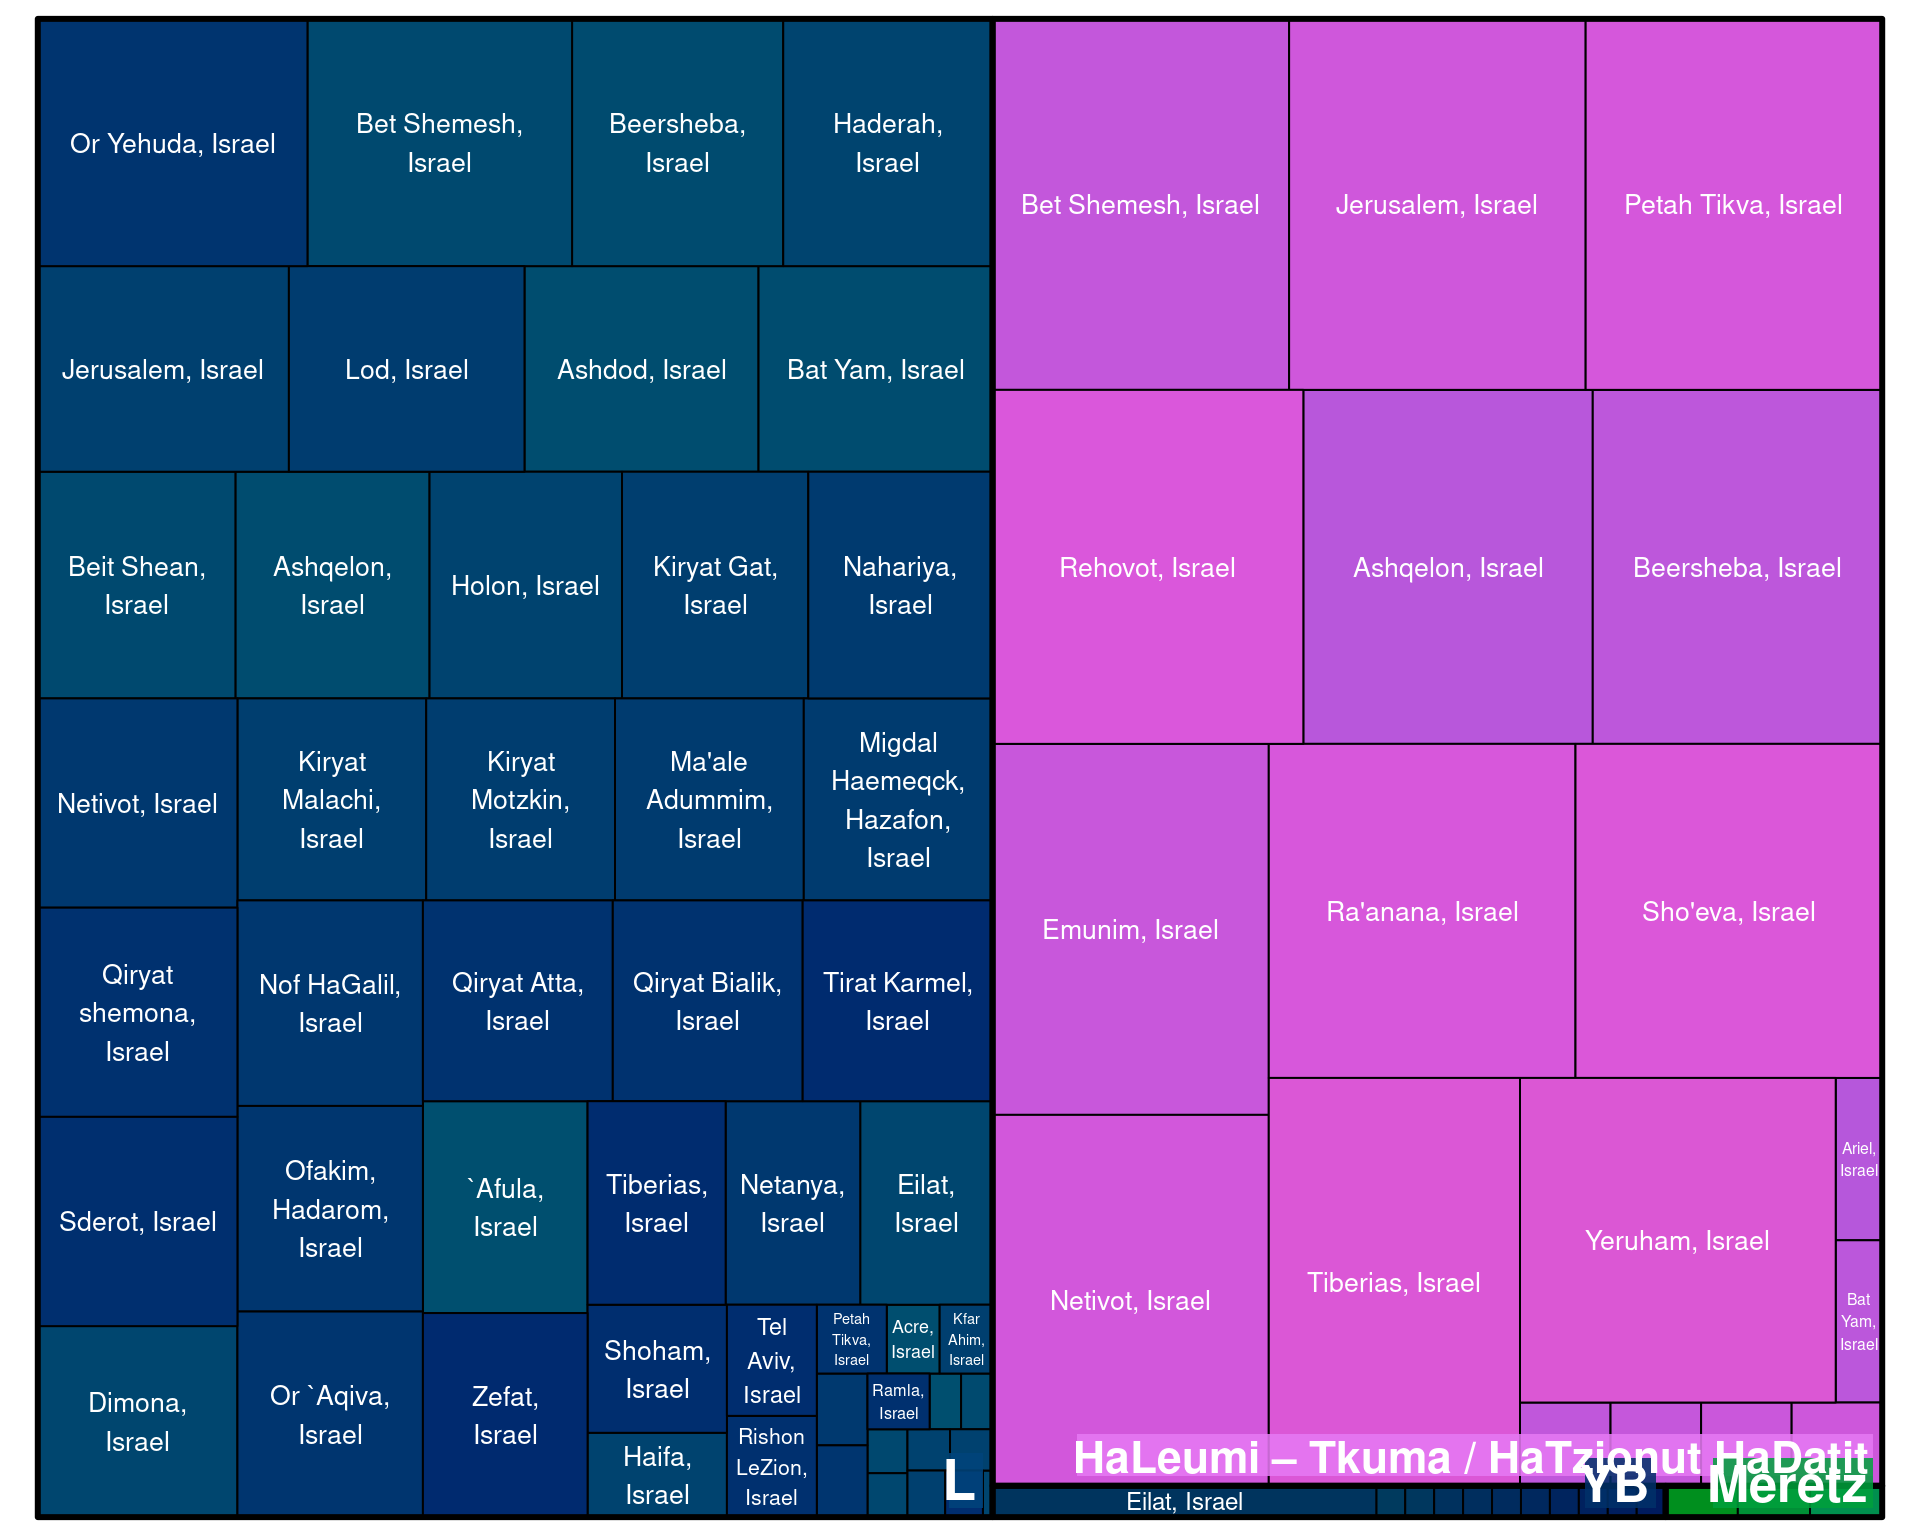 Or Yehuda, Israel
Bet Shemesh,
Israel
Beersheba,
Israel
Haderah,
Israel
Jerusalem, Israel
Lod, Israel
Ashdod, Israel
Bat Yam, Israel
Beit Shean,
Israel
Ashqelon,
Israel
Holon, Israel
Kiryat Gat,
Israel
Nahariya,
Israel
Netivot, Israel
Kiryat
Malachi,
Israel
Kiryat
Motzkin,
Israel
Ma'ale
Adummim,
Israel
Migdal
Haemeqck,
Hazafon,
Israel
Qiryat
shemona,
Israel
Nof HaGalil,
Israel
Qiryat Atta,
Israel
Qiryat Bialik,
Israel
Tirat Karmel,
Israel
Sderot, Israel
Ofakim,
Hadarom,
Israel
`Afula,
Israel
Tiberias,
Israel
Netanya,
Israel
Eilat,
Israel
Dimona,
Israel
Or `Aqiva,
Israel
Zefat,
Israel
Shoham,
Israel
Haifa,
Israel
Tel
Aviv,
Israel
Rishon
LeZion,
Israel
Petah
Tikva,
Israel
Acre,
Israel
Kfar
Ahim,
Israel
Ramla,
Israel
L
Bet Shemesh, Israel
Jerusalem, Israel
Petah Tikva, Israel
Rehovot, Israel
Ashqelon, Israel
Beersheba, Israel
Emunim, Israel
Ra'anana, Israel
Sho'eva, Israel
Netivot, Israel
Tiberias, Israel
Yeruham, Israel
Ariel,
Israel
Bat
Yam,
Israel
HaLeumi – Tkuma / HaTzionut HaDatit
Eilat, Israel
YB
Meretz